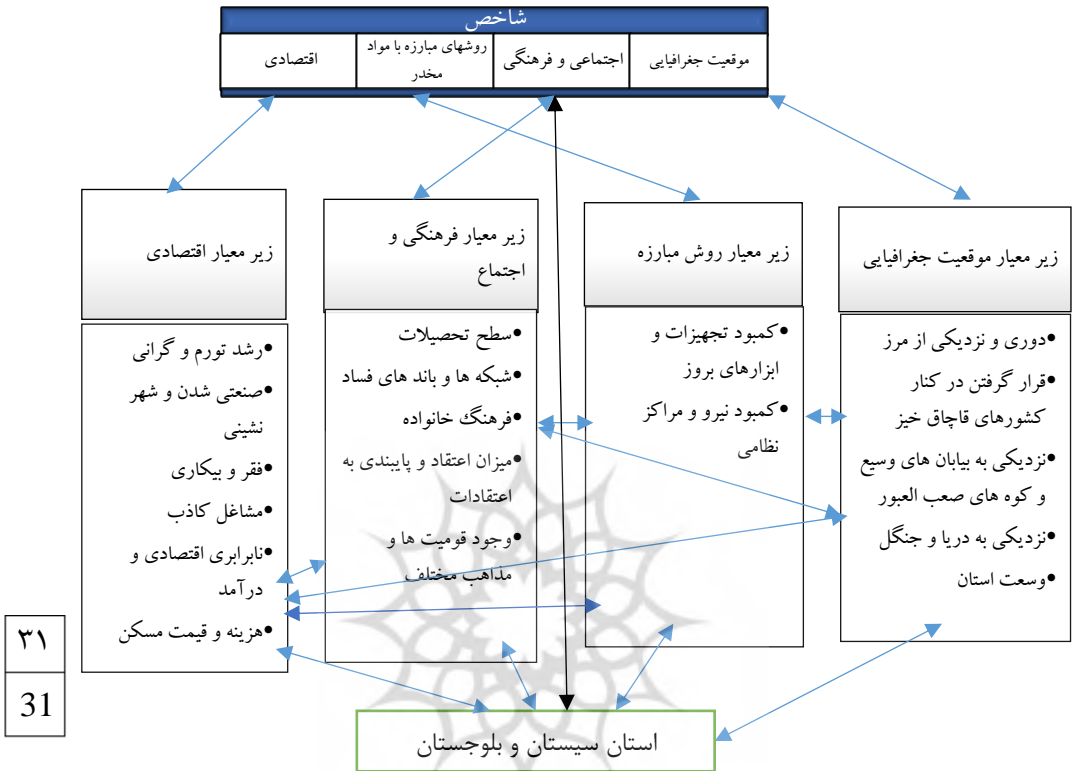 شاخص
موقعیت جغرافیایی
اجتماعی و فرهنگی
روشهای مبارزه با مواد
مخدر
اقتصادی
زیر معیار موقعیت جغرافیایی
•دوری و نزدیکی از مرز
•قرار گرفتن در کنار
کشورهای قاچاق خیز
•نزدیکی به بیابان های وسیع
و کوه های صعب العبور
•نزدیکی به دریا و جنگل
•وسعت استان
زیر معیار روش مبارزه
•کمبود تجهیزات و
ابزارهای بروز
•کمبود نیرو و مراکز
نظامی
زیر معیار فرهنگی و
اجتماع
•سطح تحصیلات
•شبکه ها و باند های فساد
•فرهنگ خانواده
•میزان اعتقاد و پایبندی به
اعتقادات
•وجود قومیت ها و
مذاهب مختلف
زیر معیار اقتصادی
•رشد تورم و گرانی
•صنعتی شدن و شهر
نشینی
•فقر و بیکاری
•مشاغل کاذب
•نابرابری اقتصادی و
درآمد
•هزینه و قیمت مسکن
استان سیستان و بلوجستان
۳۱
31